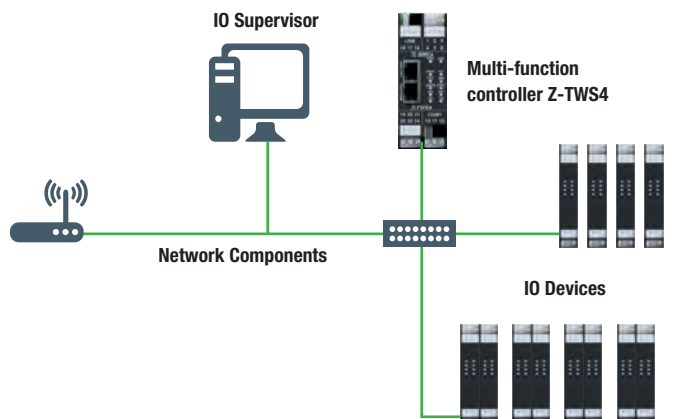 IO Supervisor
Multi-function
controller Z-TWS4
Network Components
IO Devices